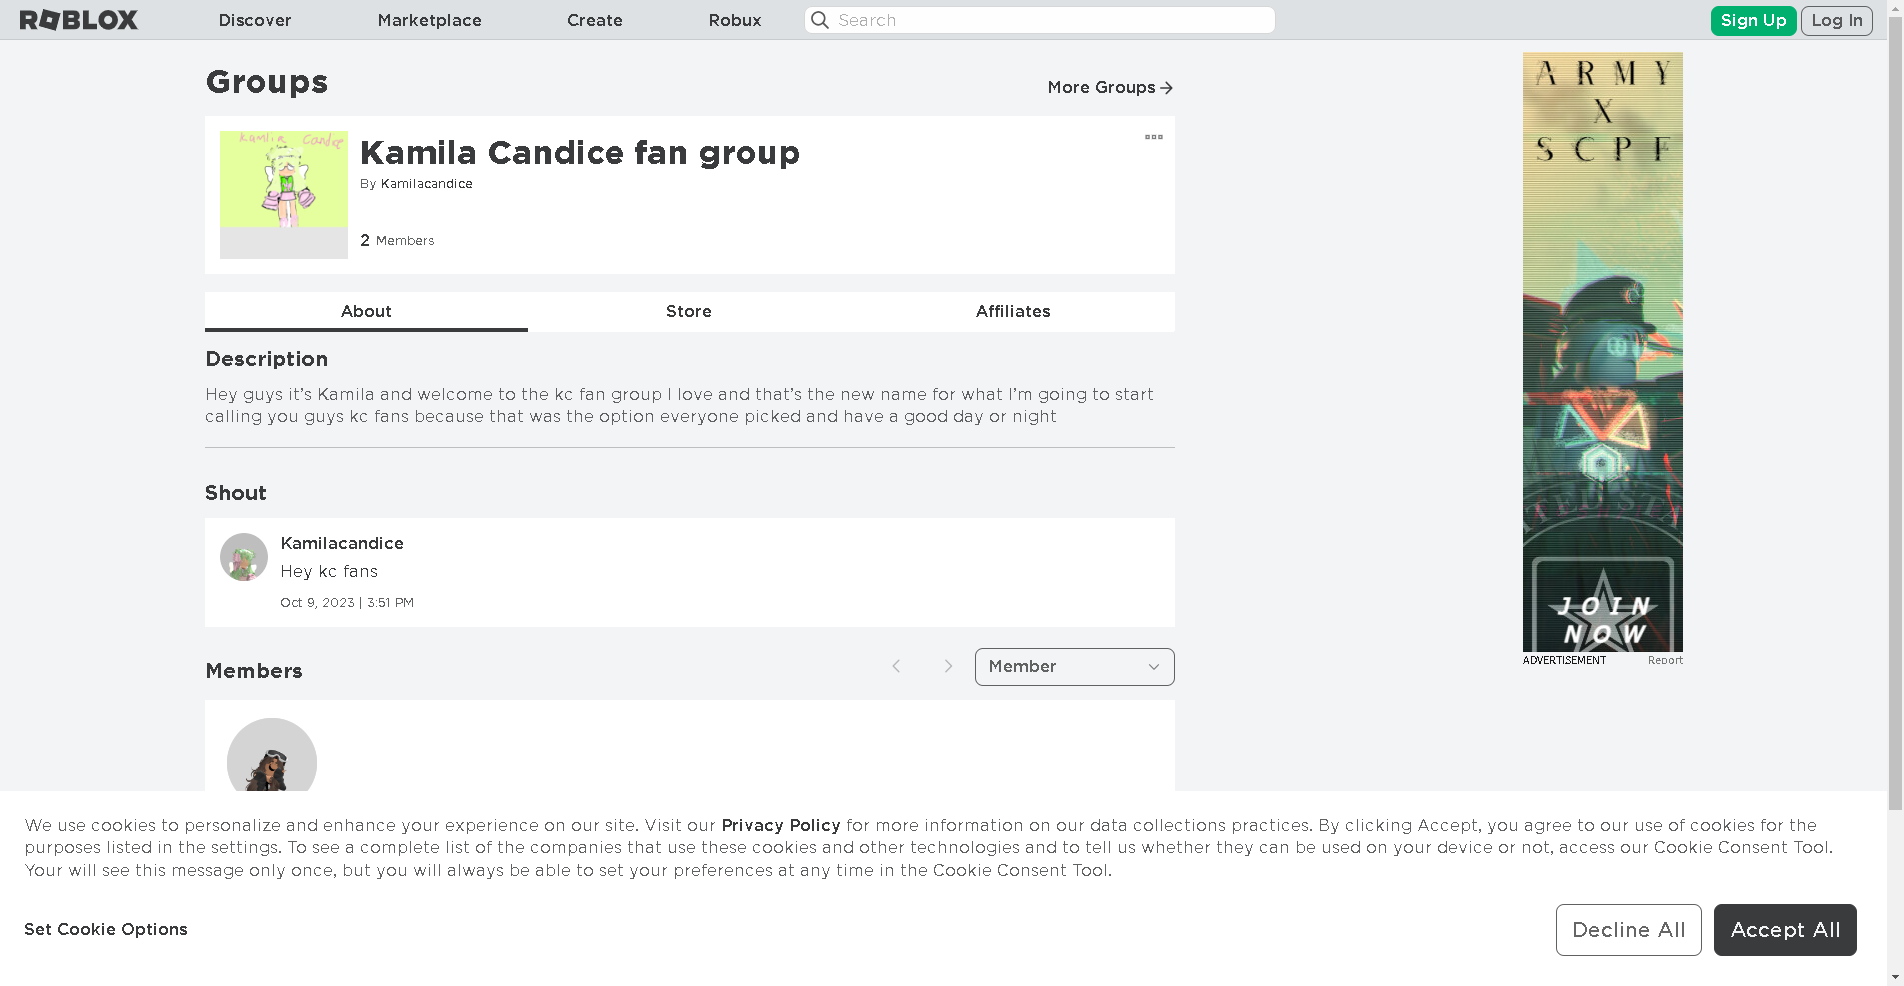 ROBLOX Discover Marketplace Create Robux Search Sign Up Log In
Groups
More Groups
Kamlia Candice
Kamila Candice fan group
By Kamilacandice
2 Members
About Store Affiliates
Description
Hey guys it's Kamila and welcome to the kc fan group I love and that's the new name for what I'm going to start
calling you guys kc fans because that was the option everyone picked and have a good day or night
Shout
Kamilacandice
Hey kc fans
Oct 9, 2023 | 3:51 PM
Members
Member
ARMY
X
SCPF
JOIN
NOW
ADVERTISEMENT Report
We use cookies to personalize and enhance your experience on our site. Visit our Privacy Policy for more information on our data collections practices. By clicking Accept, you agree to our use of cookies for the
purposes listed in the settings. To see a complete list of the companies that use these cookies and other technologies and to tell us whether they can be used on your device or not, access our Cookie Consent Tool.
Your will see this message only once, but you will always be able to set your preferences at any time in the Cookie Consent Tool.
Set Cookie Options
Decline All
Accept All